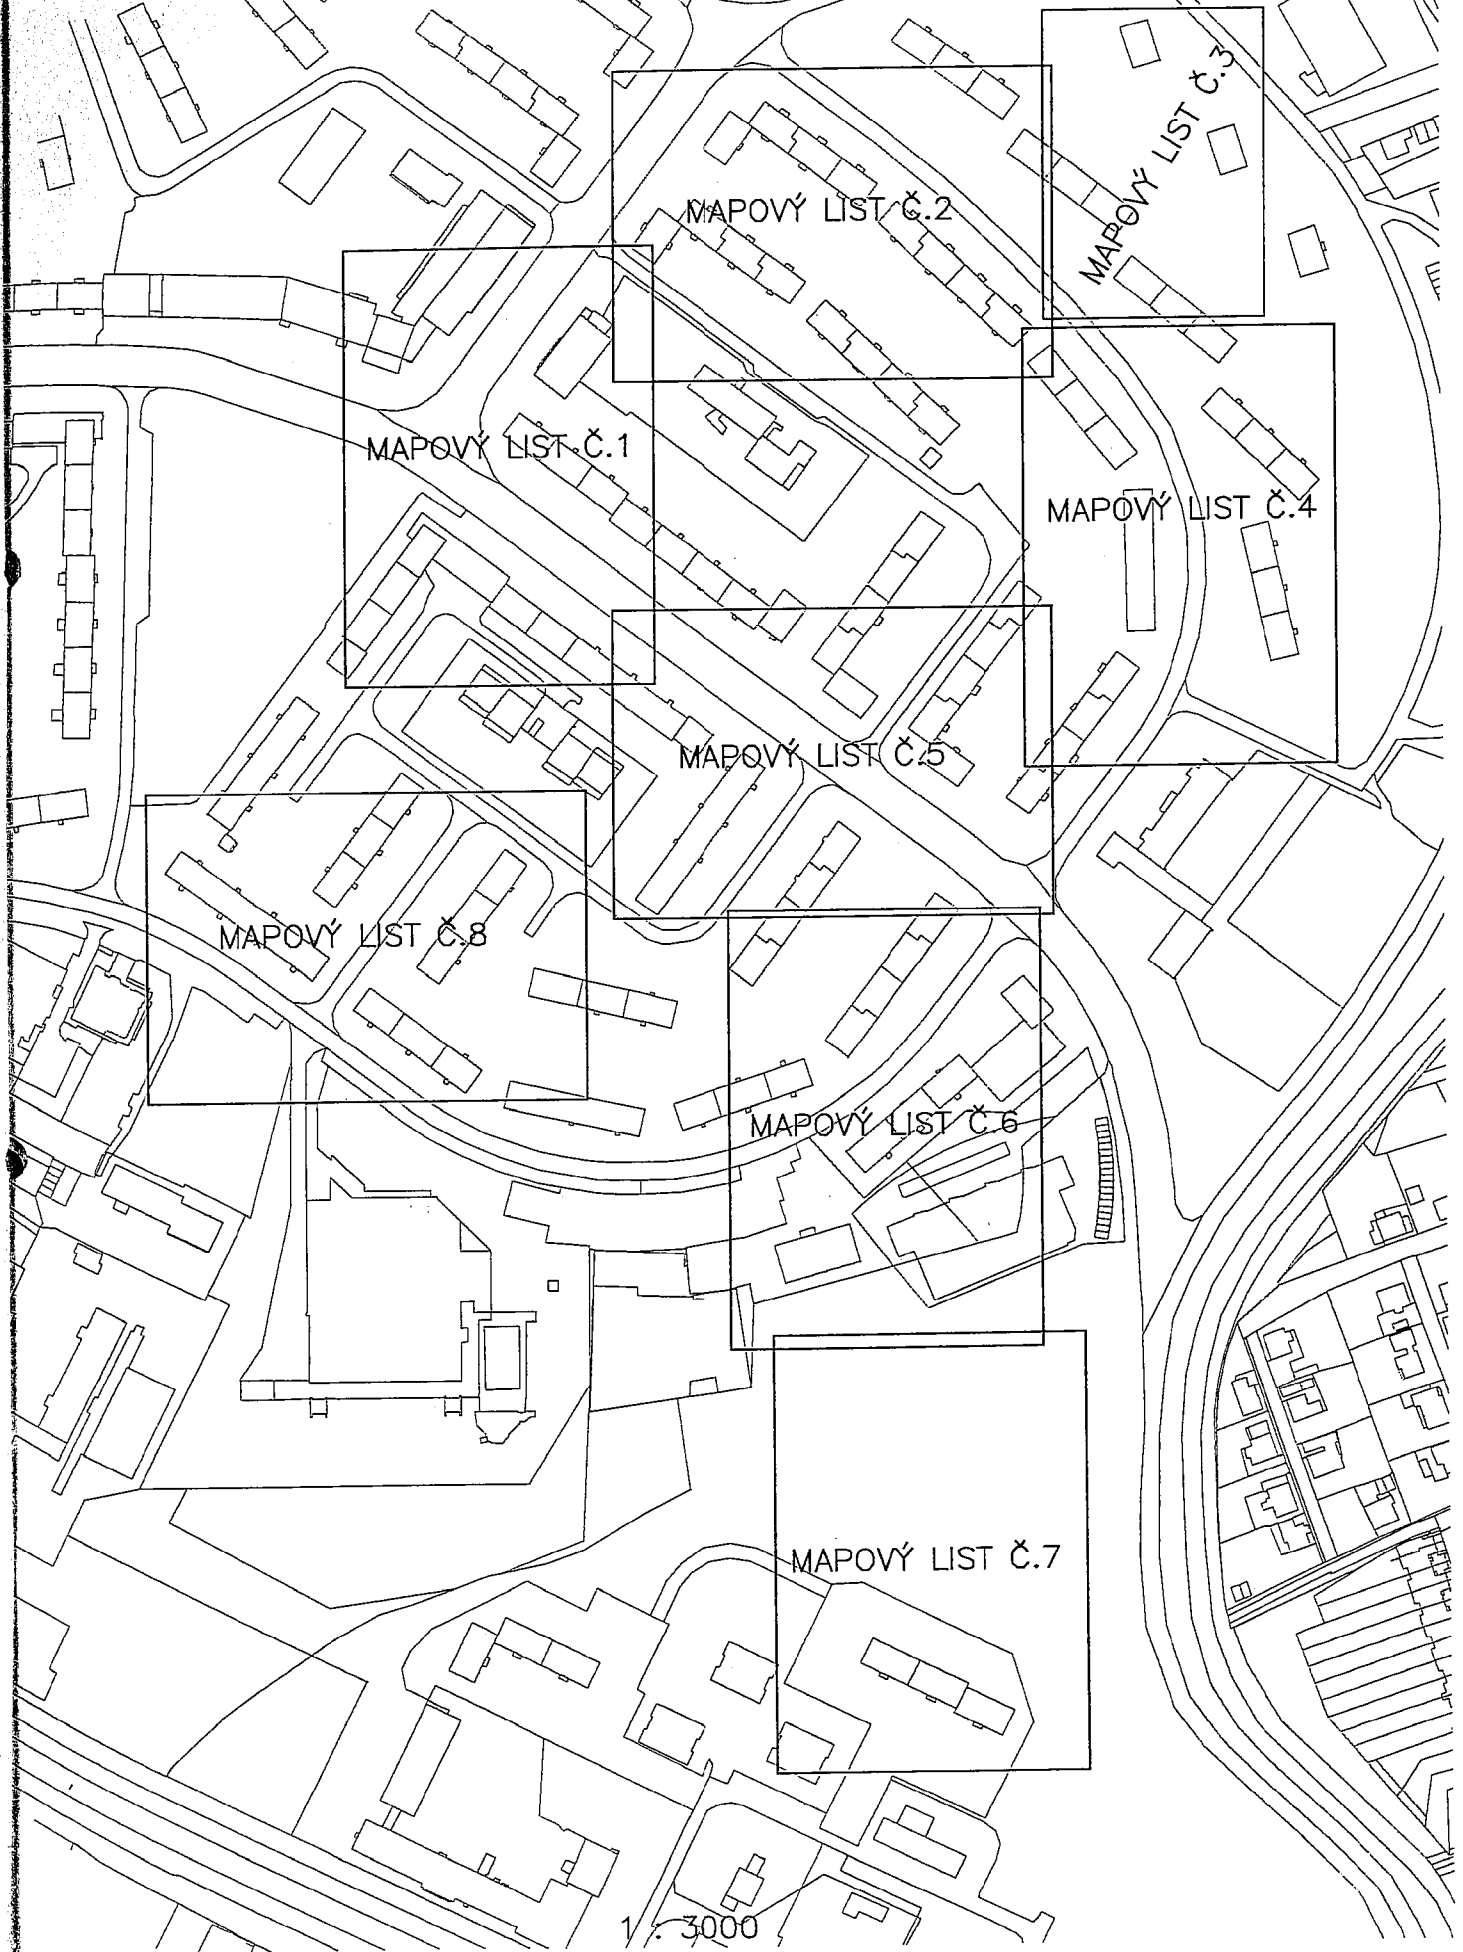 MAPOVÝ LIST Č.3
MAPOVÝ LIST Č.2
MAPOVÝ LIST Č.1
MAPOVÝ LIST Č.4
MAPOVÝ LIST Č.5
MAPOVÝ LIST Č.8
MAPOVÝ LIST Č.6
MAPOVÝ LIST Č.7
1 : 3000